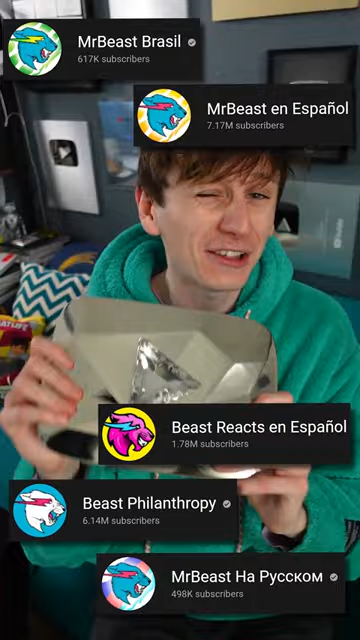 MrBeast Brasil
617K subscribers
MrBeast en Español
7.17M subscribers
Beast Reacts en Español
1.78M subscribers
Beast Philanthropy
6.14M subscribers
MrBeast На Русском
498K subscribers